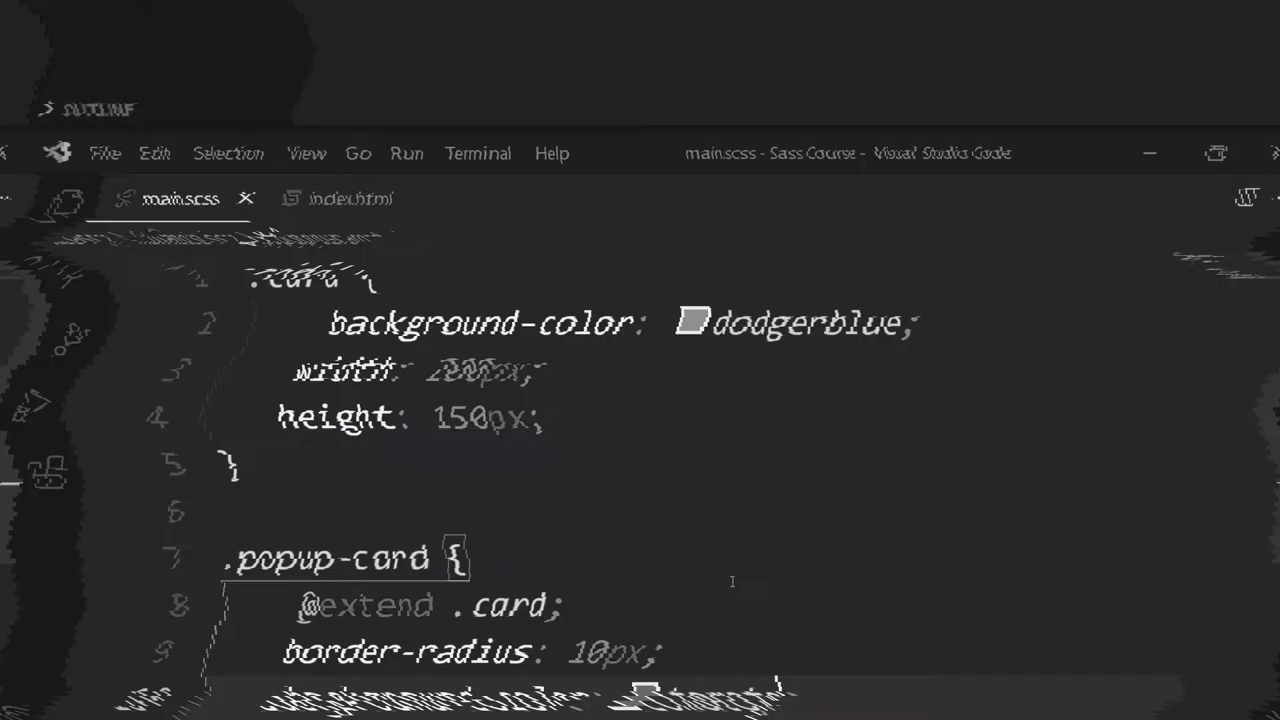 OUTLINE
File Edit Selection View Go Run Terminal Help main.scss - Sass Course - Visual Studio Code
main.scss index.html
1 .card {
2 background-color: dodgerblue;
3 width: 200px;
4 height: 150px;
5 }
6
7 .popup-card {
8 @extend .card;
9 border-radius: 10px;
background-color: